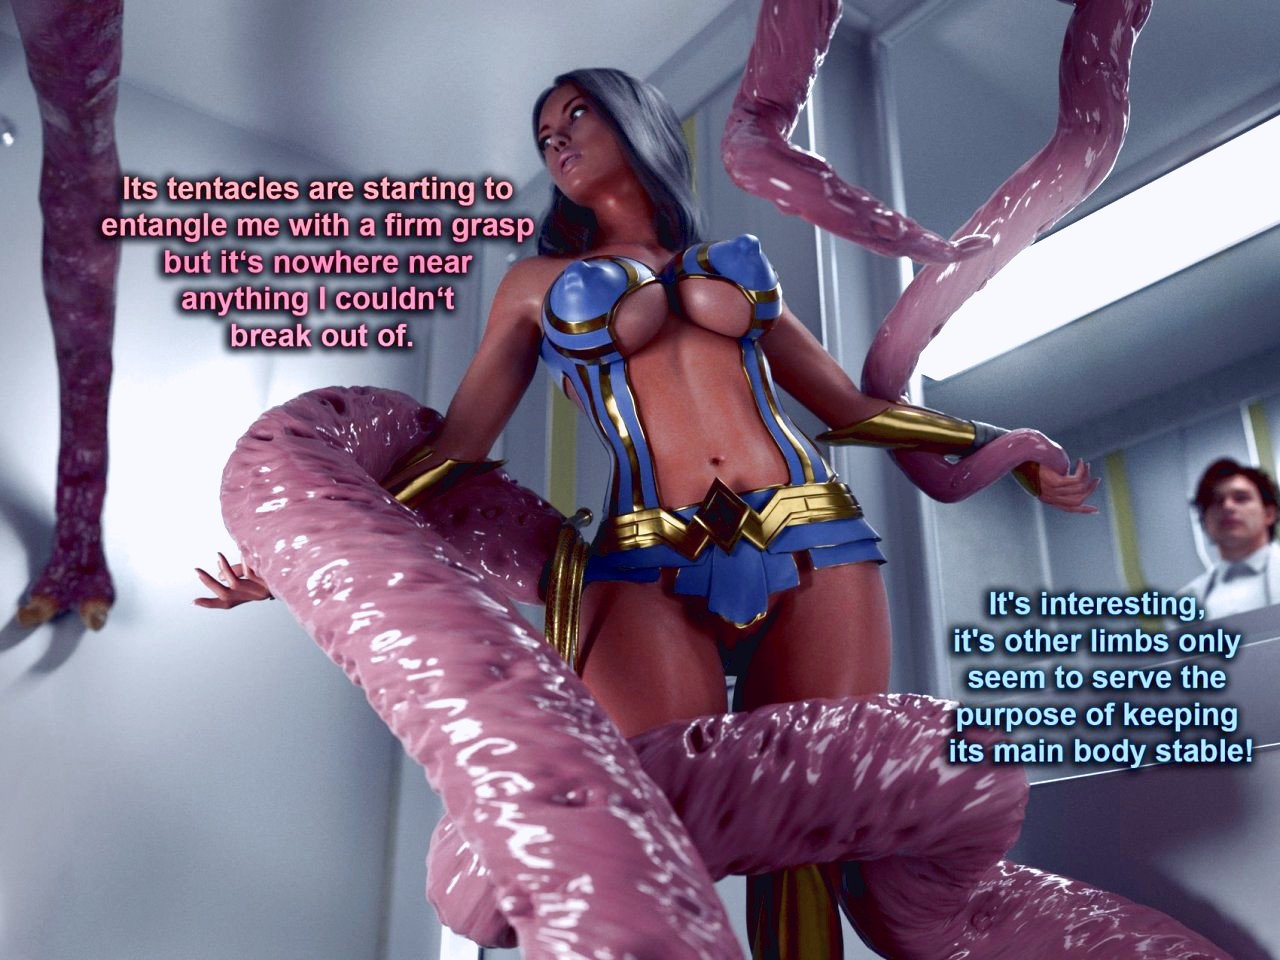 Its tentacles are starting to
entangle me with a firm grasp
but it‘s nowhere near
anything I couldn‘t
break out of.
It's interesting,
it's other limbs only
seem to serve the
purpose of keeping
its main body stable!